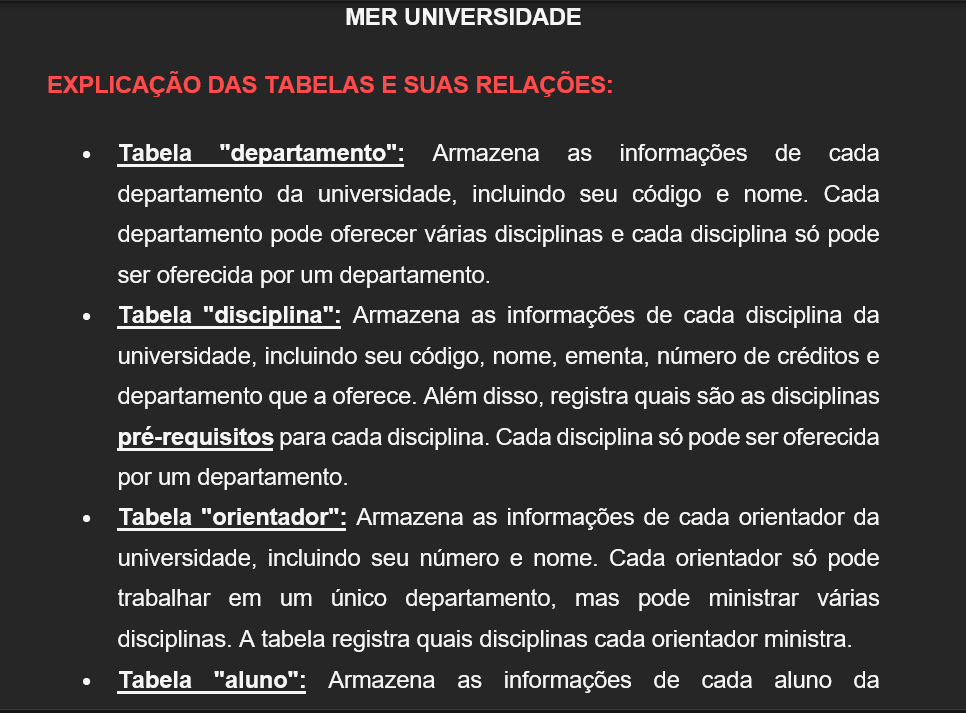 MER UNIVERSIDADE
EXPLICAÇÃO DAS TABELAS E SUAS RELAÇÕES:
• Tabela "departamento": Armazena as informações de cada
departamento da universidade, incluindo seu código e nome. Cada
departamento pode oferecer várias disciplinas e cada disciplina só pode
ser oferecida por um departamento.
• Tabela "disciplina": Armazena as informações de cada disciplina da
universidade, incluindo seu código, nome, ementa, número de créditos e
departamento que a oferece. Além disso, registra quais são as disciplinas
pré-requisitos para cada disciplina. Cada disciplina só pode ser oferecida
por um departamento.
• Tabela "orientador": Armazena as informações de cada orientador da
universidade, incluindo seu número e nome. Cada orientador só pode
trabalhar em um único departamento, mas pode ministrar várias
disciplinas. A tabela registra quais disciplinas cada orientador ministra.
• Tabela "aluno": Armazena as informações de cada aluno da